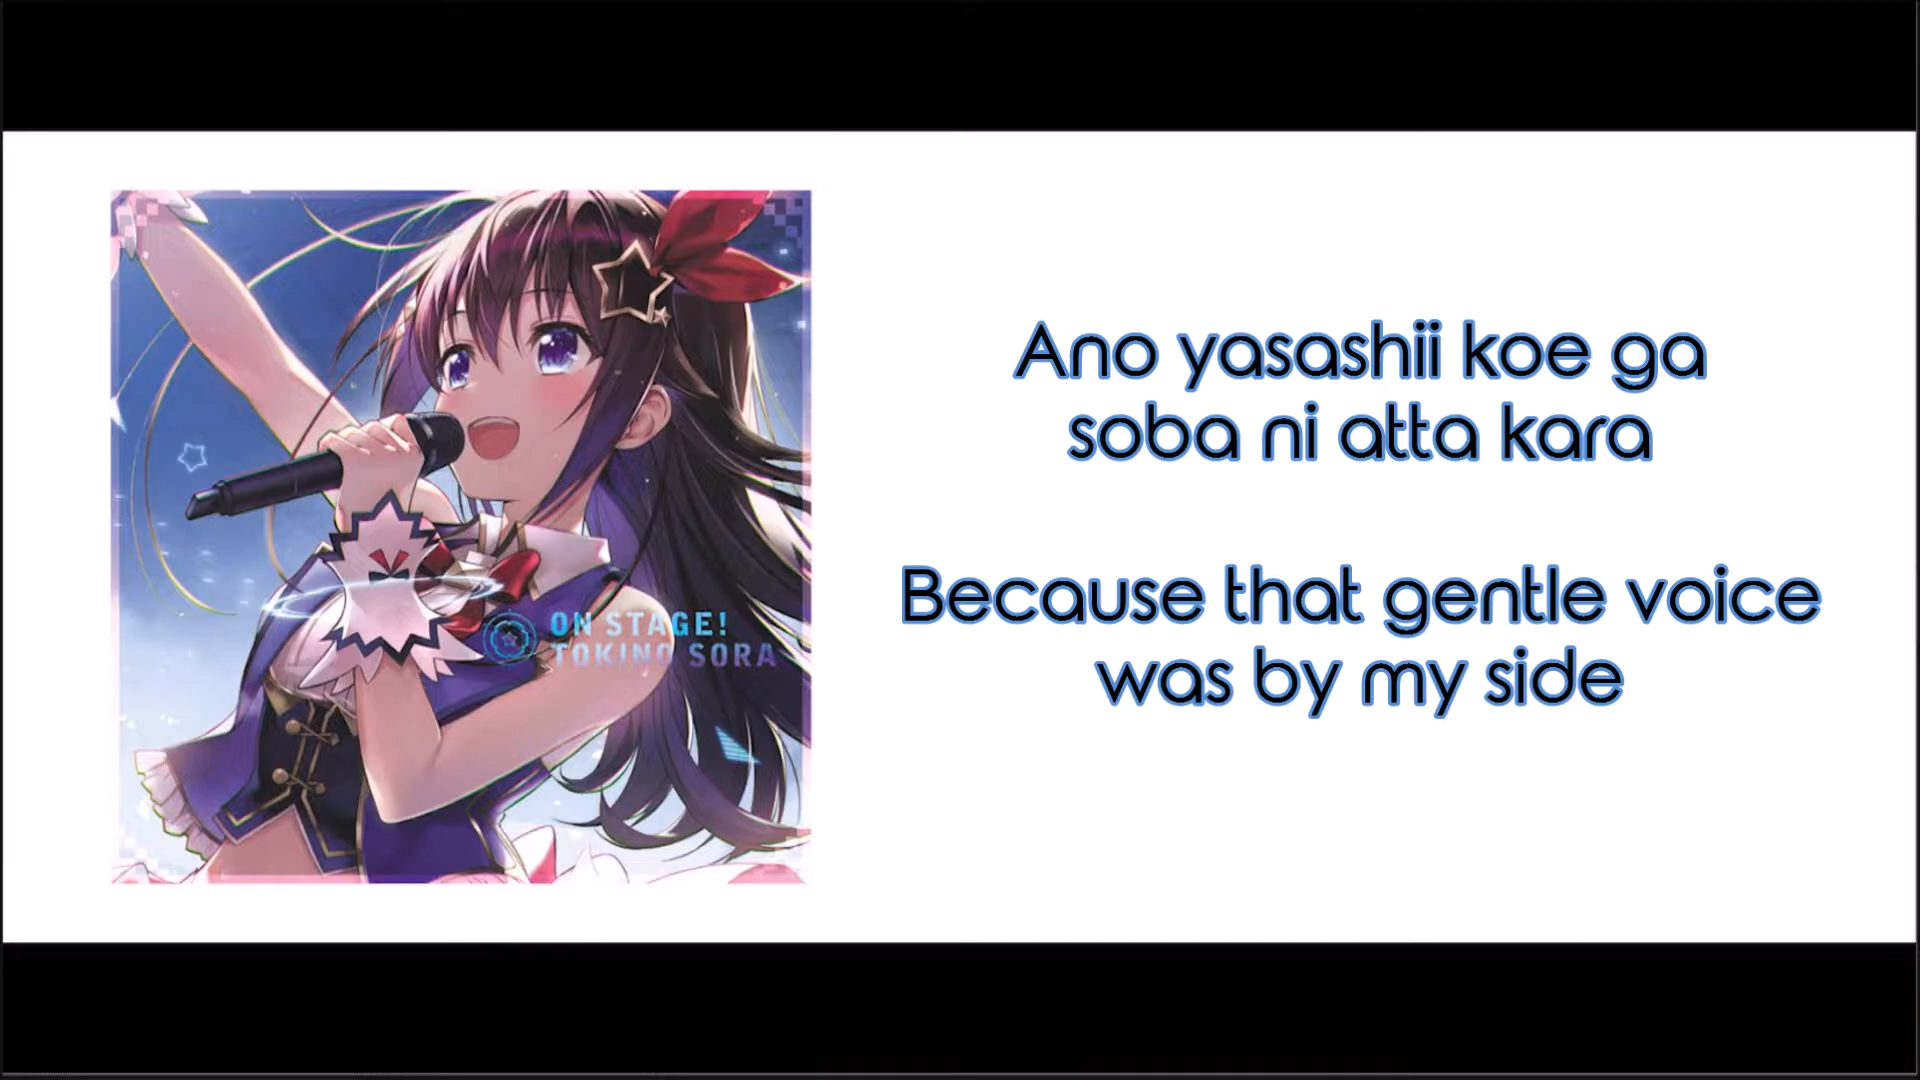 ON STAGE!
TOKINO SORA
Ano yasashii koe ga
soba ni atta kara
Because that gentle voice
was by my side